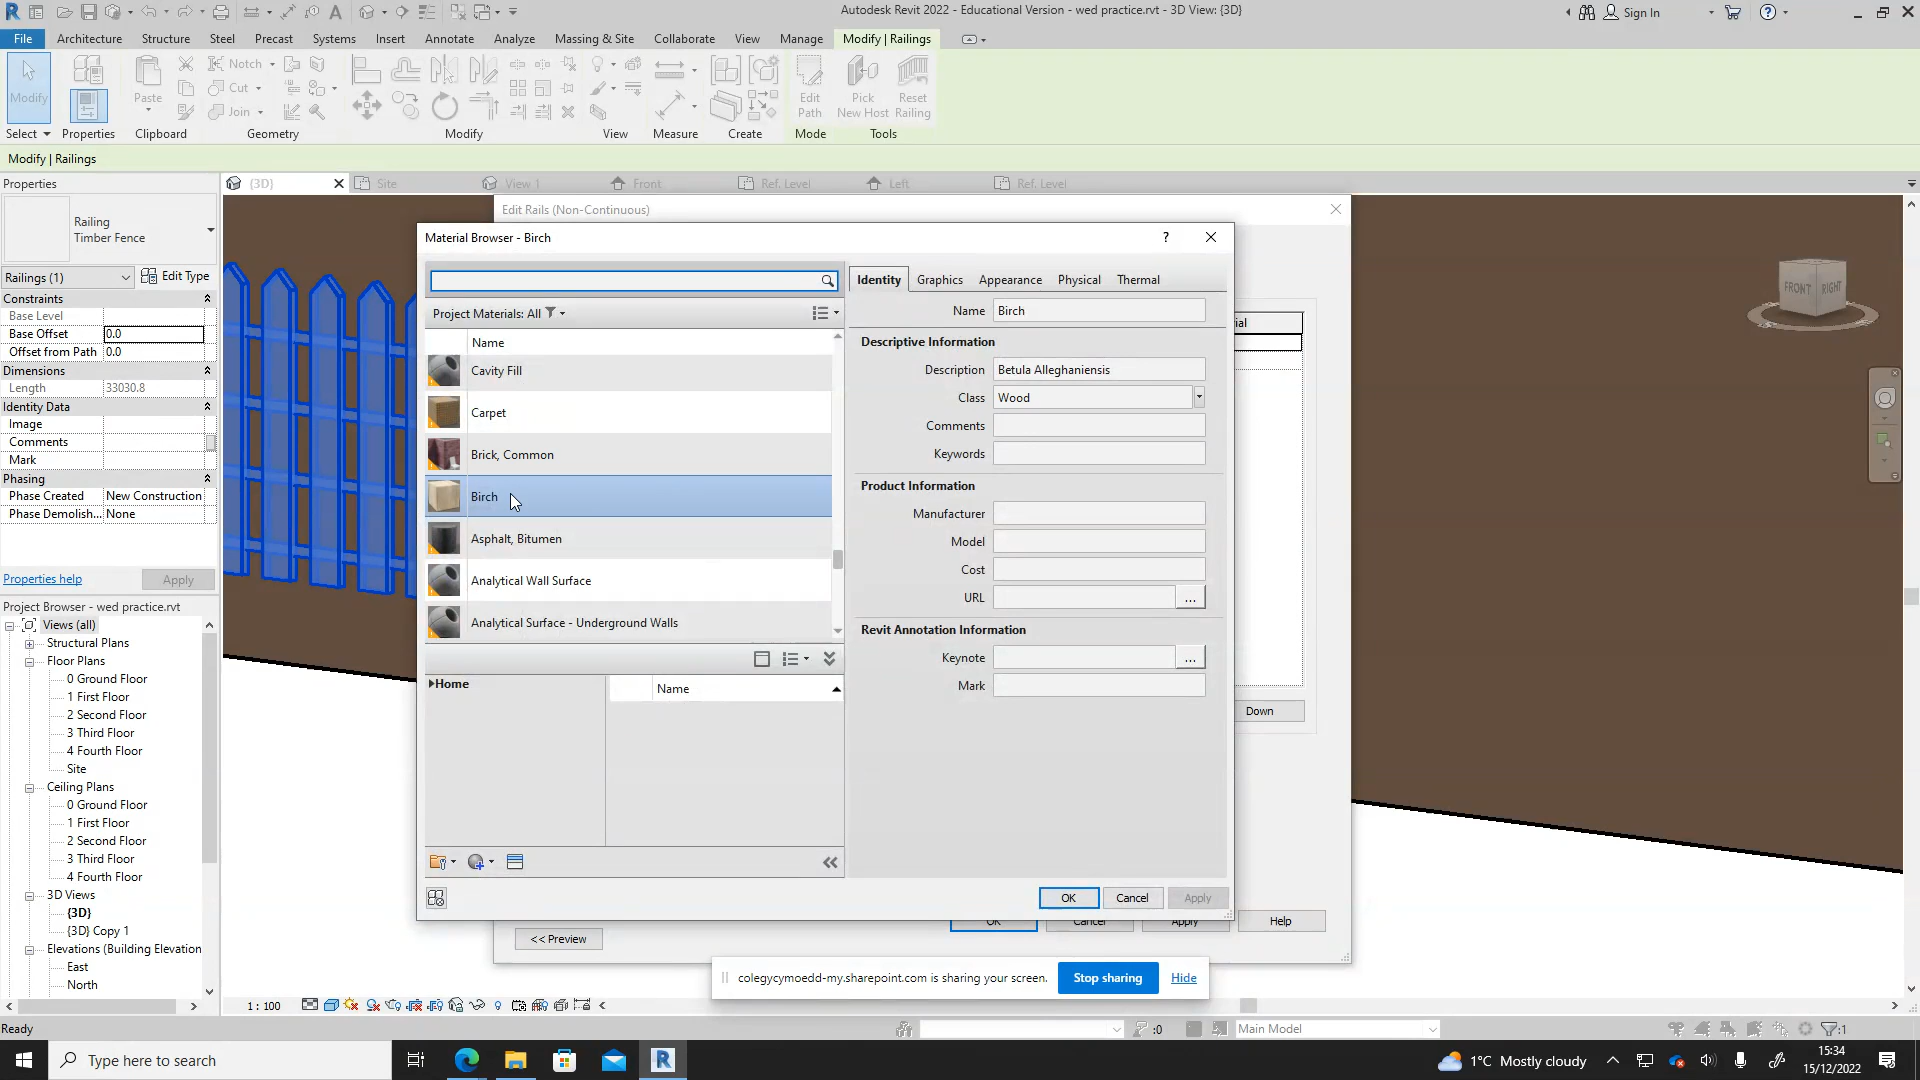 Autodesk Revit 2022 - Educational Version - wed practice.rvt - 3D View: {3D}
Sign In
File Architecture Structure Steel Precast Systems Insert Annotate Analyze Massing & Site Collaborate View Manage Modify | Railings
Modify
Paste
Notch
Cut
Join
Edit Path
Pick New Host
Reset Railing
Select Properties Clipboard Geometry Modify View Measure Create Mode Tools
Modify | Railings
Properties
{3D} Site View 1 Front Ref. Level Left Ref. Level
Railing
Timber Fence
Railings (1) Edit Type
Constraints
Base Level
Base Offset 0.0
Offset from Path 0.0
Dimensions
Length 33030.8
Identity Data
Image
Comments
Mark
Phasing
Phase Created New Construction
Phase Demolish... None
Properties help Apply
Project Browser - wed practice.rvt
Views (all)
Structural Plans
Floor Plans
0 Ground Floor
1 First Floor
2 Second Floor
3 Third Floor
4 Fourth Floor
Site
Ceiling Plans
0 Ground Floor
1 First Floor
2 Second Floor
3 Third Floor
4 Fourth Floor
3D Views
{3D}
{3D} Copy 1
Elevations (Building Elevation
East
North
Edit Rails (Non-Continuous)
Material Browser - Birch
?
Project Materials: All
Name
Cavity Fill
Carpet
Brick, Common
Birch
Asphalt, Bitumen
Analytical Wall Surface
Analytical Surface - Underground Walls
Home
Name
Identity Graphics Appearance Physical Thermal
Name Birch
Descriptive Information
Description Betula Alleghaniensis
Class Wood
Comments
Keywords
Product Information
Manufacturer
Model
Cost
URL ...
Revit Annotation Information
Keynote ...
Mark
OK Cancel Apply
ial
Down
OK Cancel Apply Help
<< Preview
FRONT RIGHT
colegycymoedd-my.sharepoint.com is sharing your screen. Stop sharing Hide
1 : 100
Ready
:0
Main Model
:1
Type here to search
1°C Mostly cloudy
15:34
15/12/2022